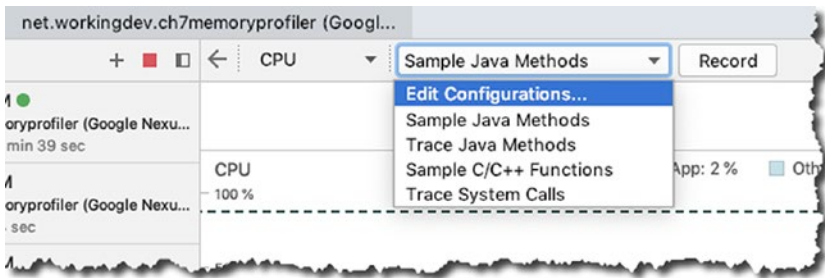 net.workingdev.ch7memoryprofiler (Googl...
CPU
Sample Java Methods
Record
Edit Configurations...
Sample Java Methods
Trace Java Methods
Sample C/C++ Functions
Trace System Calls
oryprofiler (Google Nexu...
min 39 sec
oryprofiler (Google Nexu...
sec
CPU
100 %
App: 2 %